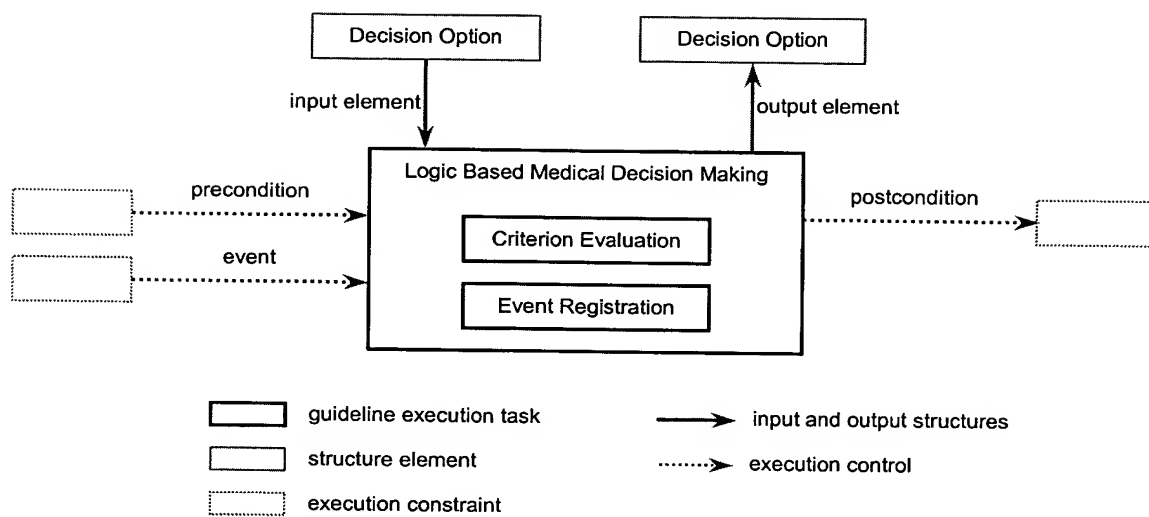 Decision Option
Decision Option
input element
output element
Logic Based Medical Decision Making
precondition
postcondition
Criterion Evaluation
event
Event Registration
guideline execution task
input and output structures
structure element
execution control
execution constraint